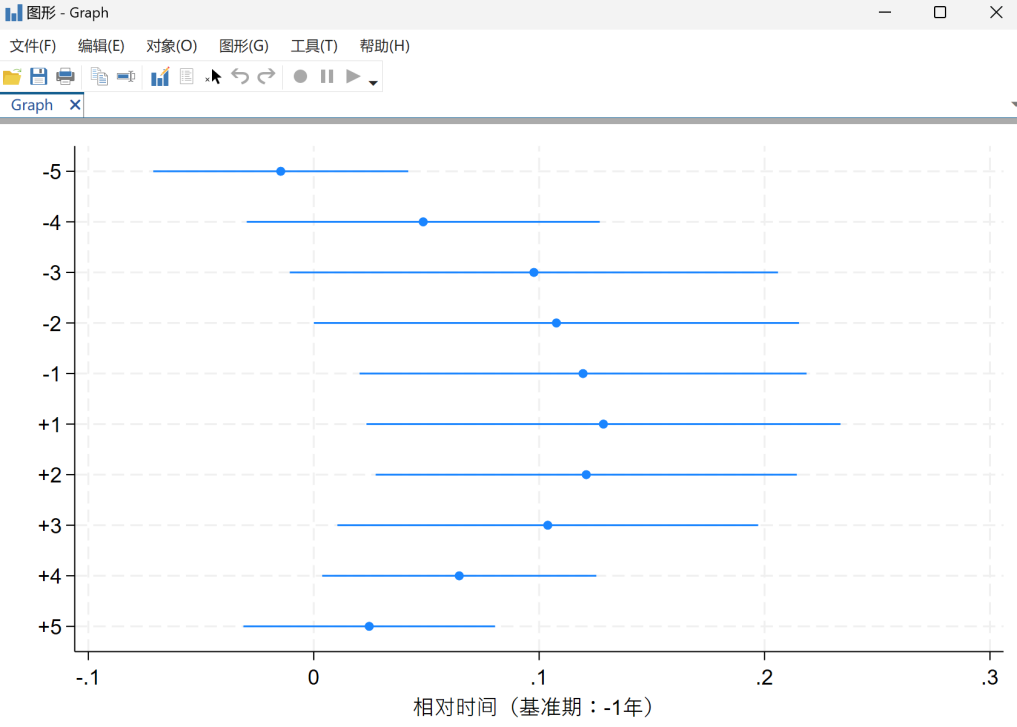 图形 - Graph
文件(F) 编辑(E) 对象(O) 图形(G) 工具(T) 帮助(H)
Graph
-5
-4
-3
-2
-1
+1
+2
+3
+4
+5
-.1 0 .1 .2 .3
相对时间（基准期：-1年）